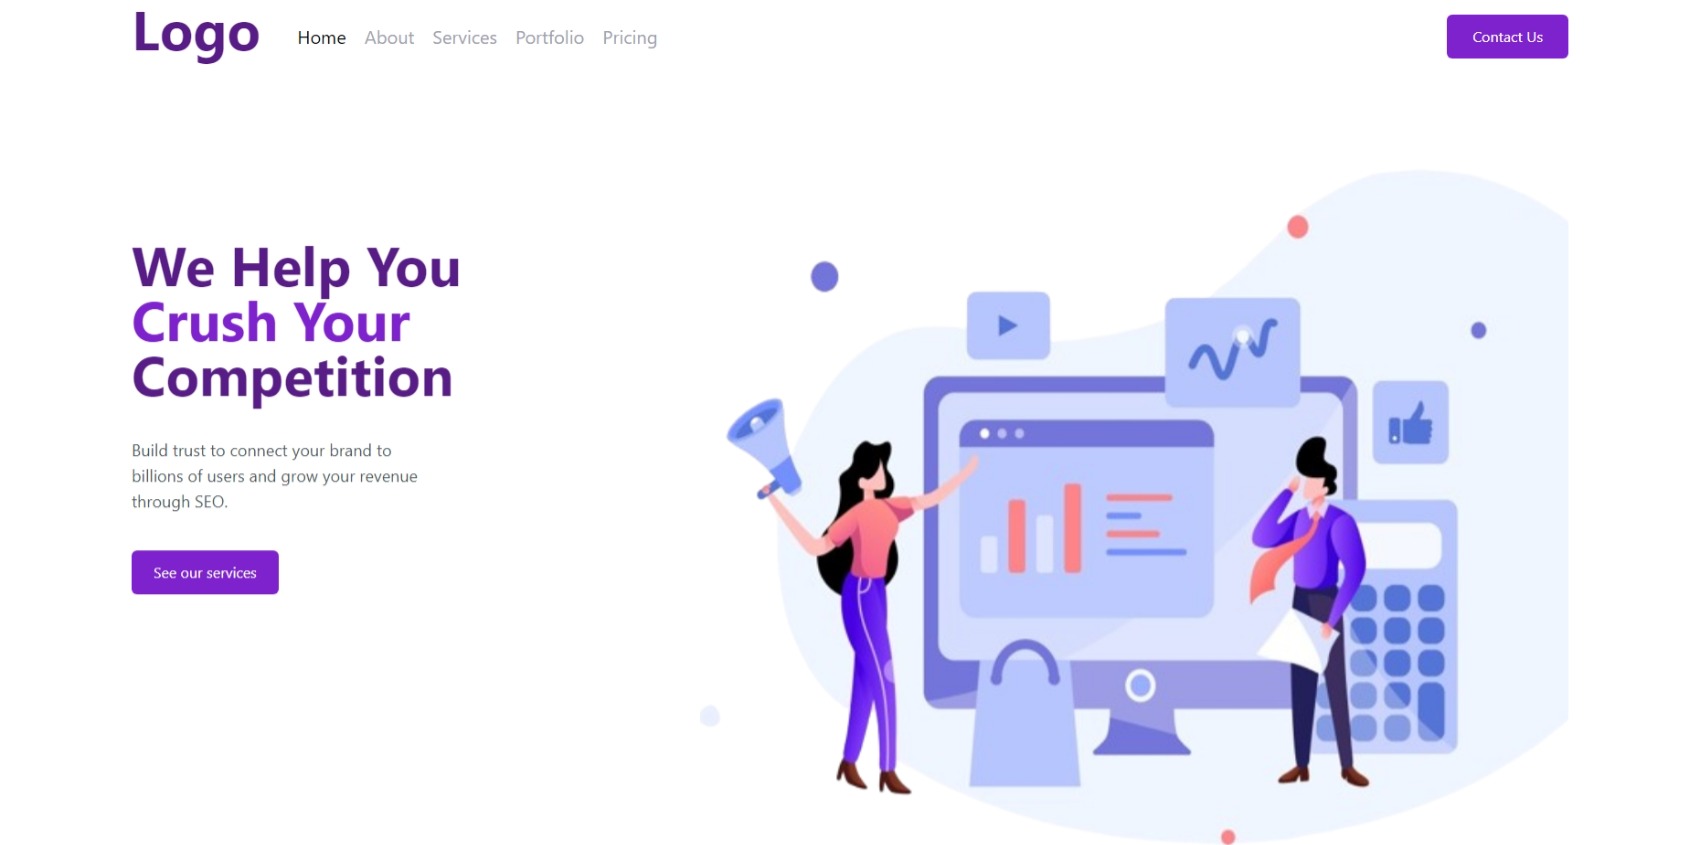 Logo
Home About Services Portfolio Pricing
Contact Us
We Help You
Crush Your
Competition
Build trust to connect your brand to
billions of users and grow your revenue
through SEO.
See our services